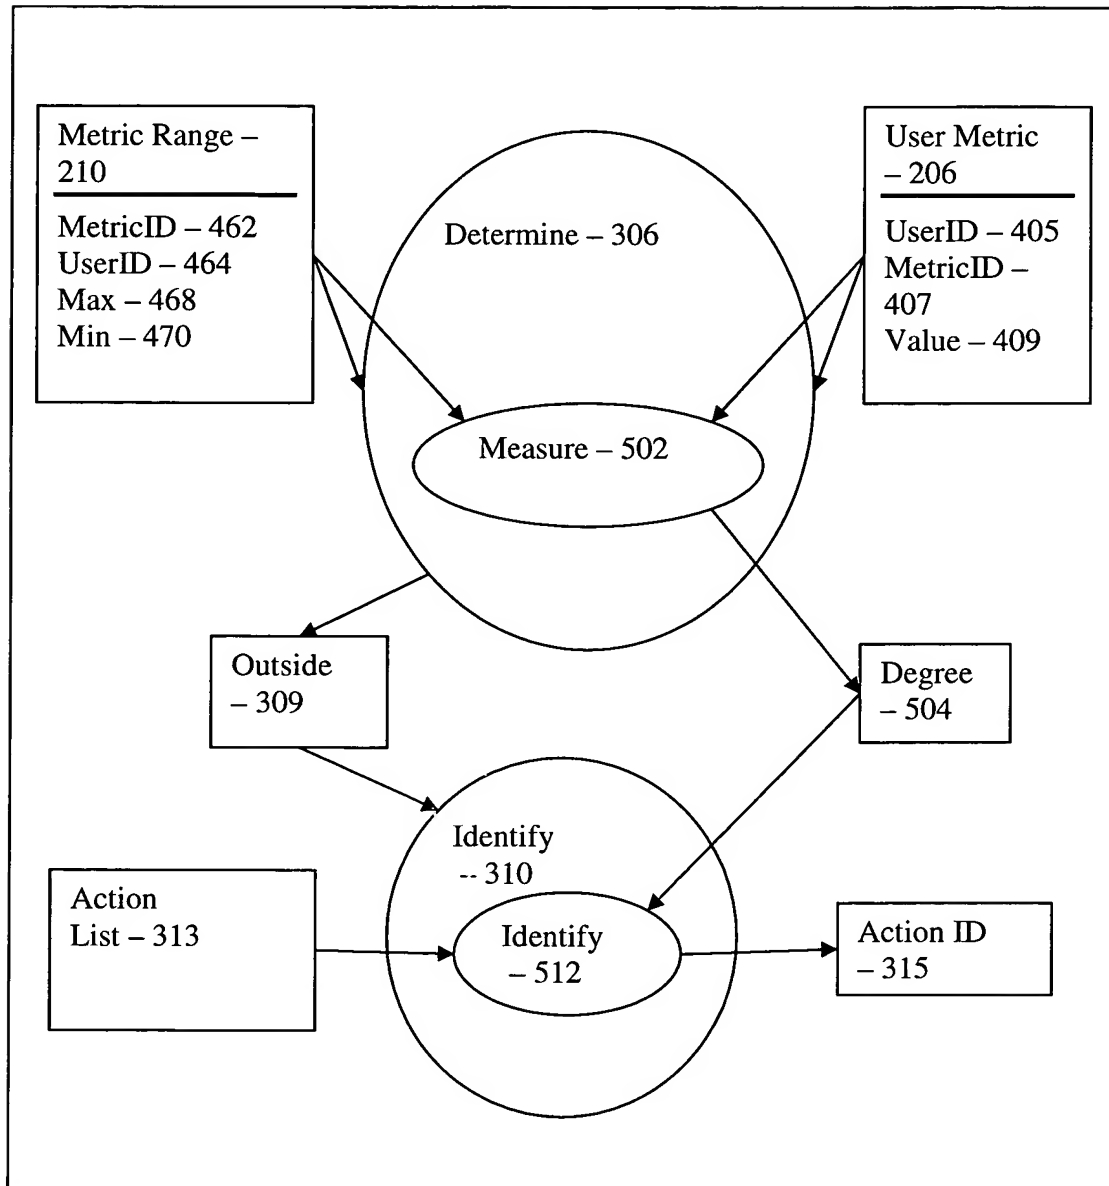 Metric Range –
210
MetricID – 462
UserID – 464
Max – 468
Min – 470
Determine – 306
User Metric
– 206
UserID – 405
MetricID –
407
Value – 409
Measure – 502
Outside
– 309
Degree
– 504
Identify
-- 310
Action
List – 313
Identify
– 512
Action ID
– 315